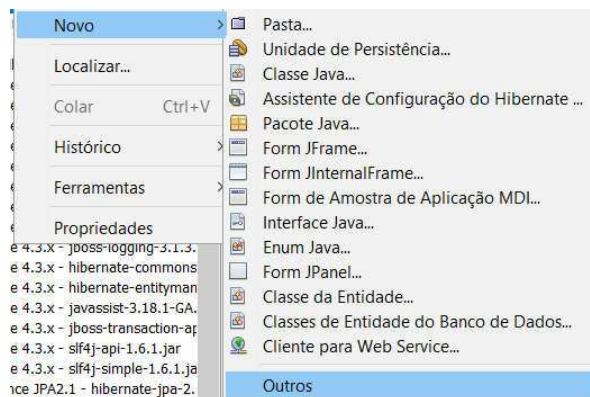 Novo
Localizar...
Colar Ctrl+V
Histórico
Ferramentas
Propriedades
e 4.3.x - jboss-logging-3.1.3.
e 4.3.x - hibernate-commons
e 4.3.x - hibernate-entityman
e 4.3.x - javassist-3.18.1-GA.
e 4.3.x - jboss-transaction-ap
e 4.3.x - slf4j-api-1.6.1.jar
e 4.3.x - slf4j-simple-1.6.1.ja
nce JPA2.1 - hibernate-jpa-2.
Pasta...
Unidade de Persistência...
Classe Java...
Assistente de Configuração do Hibernate ...
Pacote Java...
Form JFrame...
Form JInternalFrame...
Form de Amostra de Aplicação MDI...
Interface Java...
Enum Java...
Form JPanel...
Classe da Entidade...
Classes de Entidade do Banco de Dados...
Cliente para Web Service...
Outros